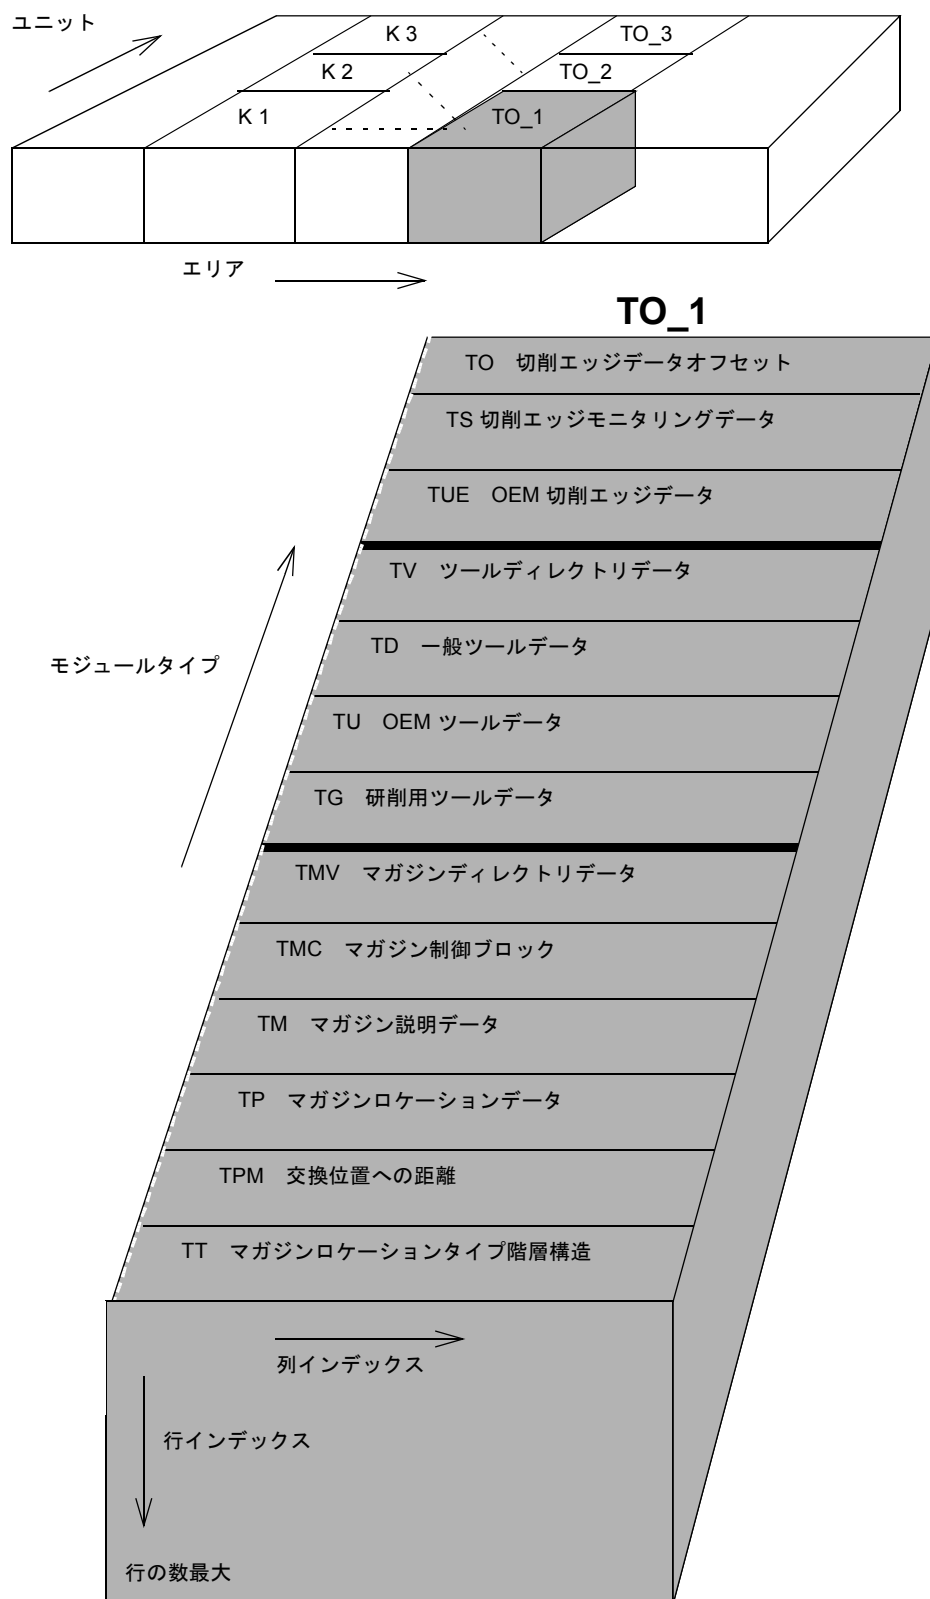 ユニット
K 3
TO_3
K 2
TO_2
K 1
TO_1
エリア
TO_1
TO 切削エッジデータオフセット
TS 切削エッジモニタリングデータ
TUE OEM 切削エッジデータ
TV ツールディレクトリデータ
モジュールタイプ
TD 一般ツールデータ
TU OEM ツールデータ
TG 研削用ツールデータ
TMV マガジンディレクトリデータ
TMC マガジン制御ブロック
TM マガジン説明データ
TP マガジンロケーションデータ
TPM 交換位置への距離
TT マガジンロケーションタイプ階層構造
列インデックス
行インデックス
行の数最大